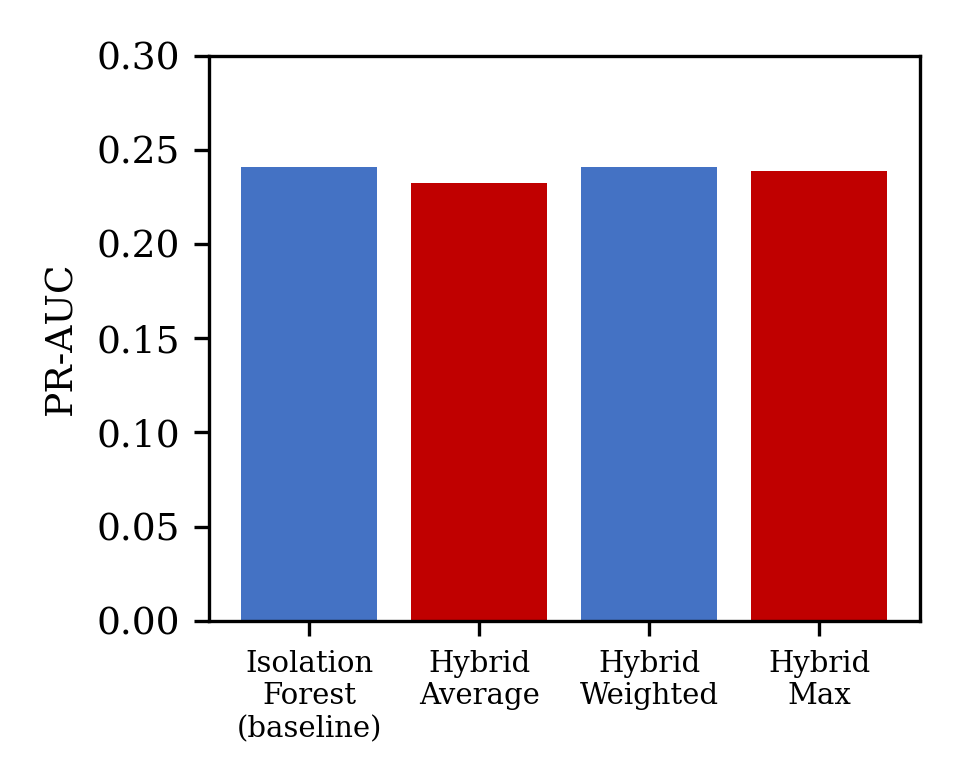 0.30
0.25
0.20
0.15
0.10
0.05
0.00
PR-AUC
Isolation
Forest
(baseline)
Hybrid
Average
Hybrid
Weighted
Hybrid
Max